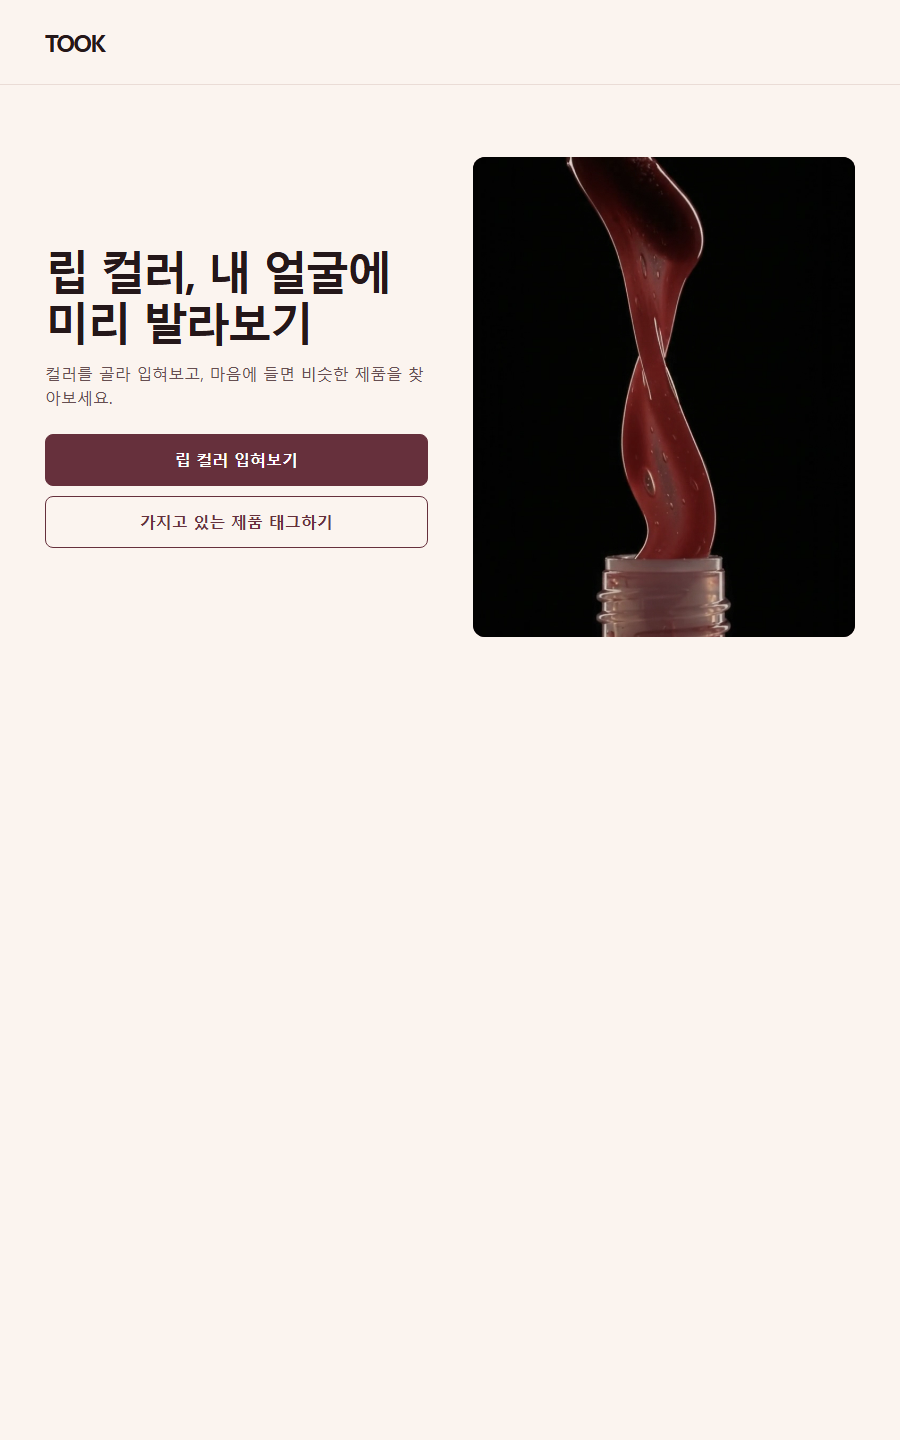 TOOK
립 컬러, 내 얼굴에
미리 발라보기
컬러를 골라 입혀보고, 마음에 들면 비슷한 제품을 찾
아보세요.
립 컬러 입혀보기
가지고 있는 제품 태그하기